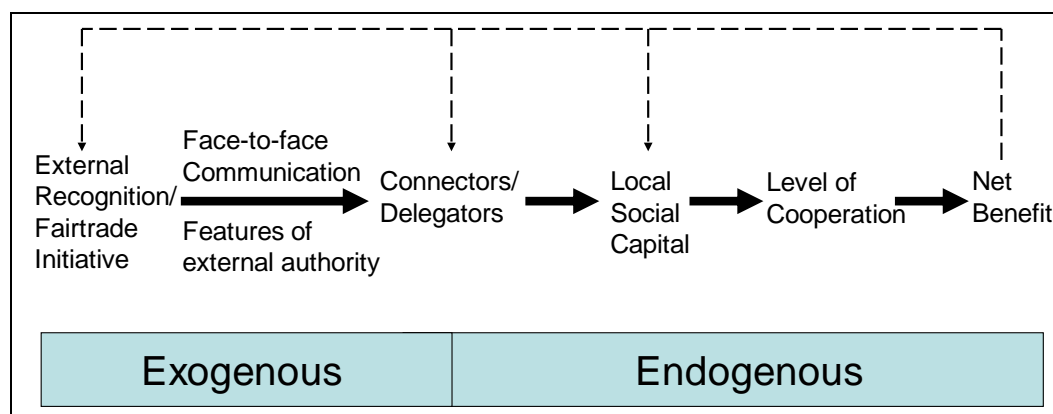 External
Recognition/
Fairtrade
Initiative
Face-to-face
Communication
Features of
external authority
Connectors/
Delegators
Local
Social
Capital
Level of
Cooperation
Net
Benefit
Exogenous
Endogenous